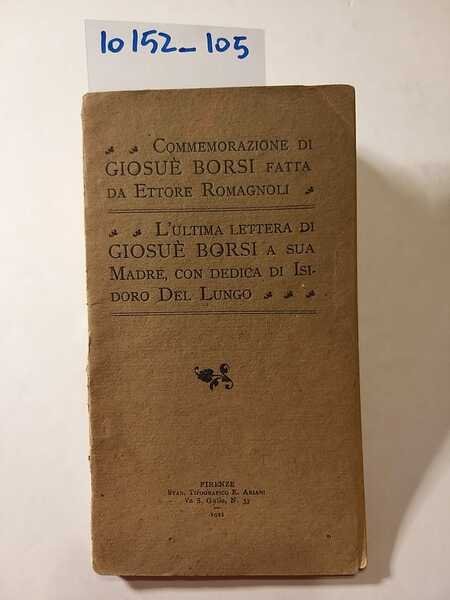 10152_105
COMMEMORAZIONE DI
GIOSUÈ BORSI FATTA
DA ETTORE ROMAGNOLI
L'ULTIMA LETTERA DI
GIOSUÈ BORSI A SUA
MADRE, CON DEDICA DI ISI-
DORO DEL LUNGO
FIRENZE
STAB. TIPOGRAFICO E. ARIANI
Via S. Gallo, N. 33